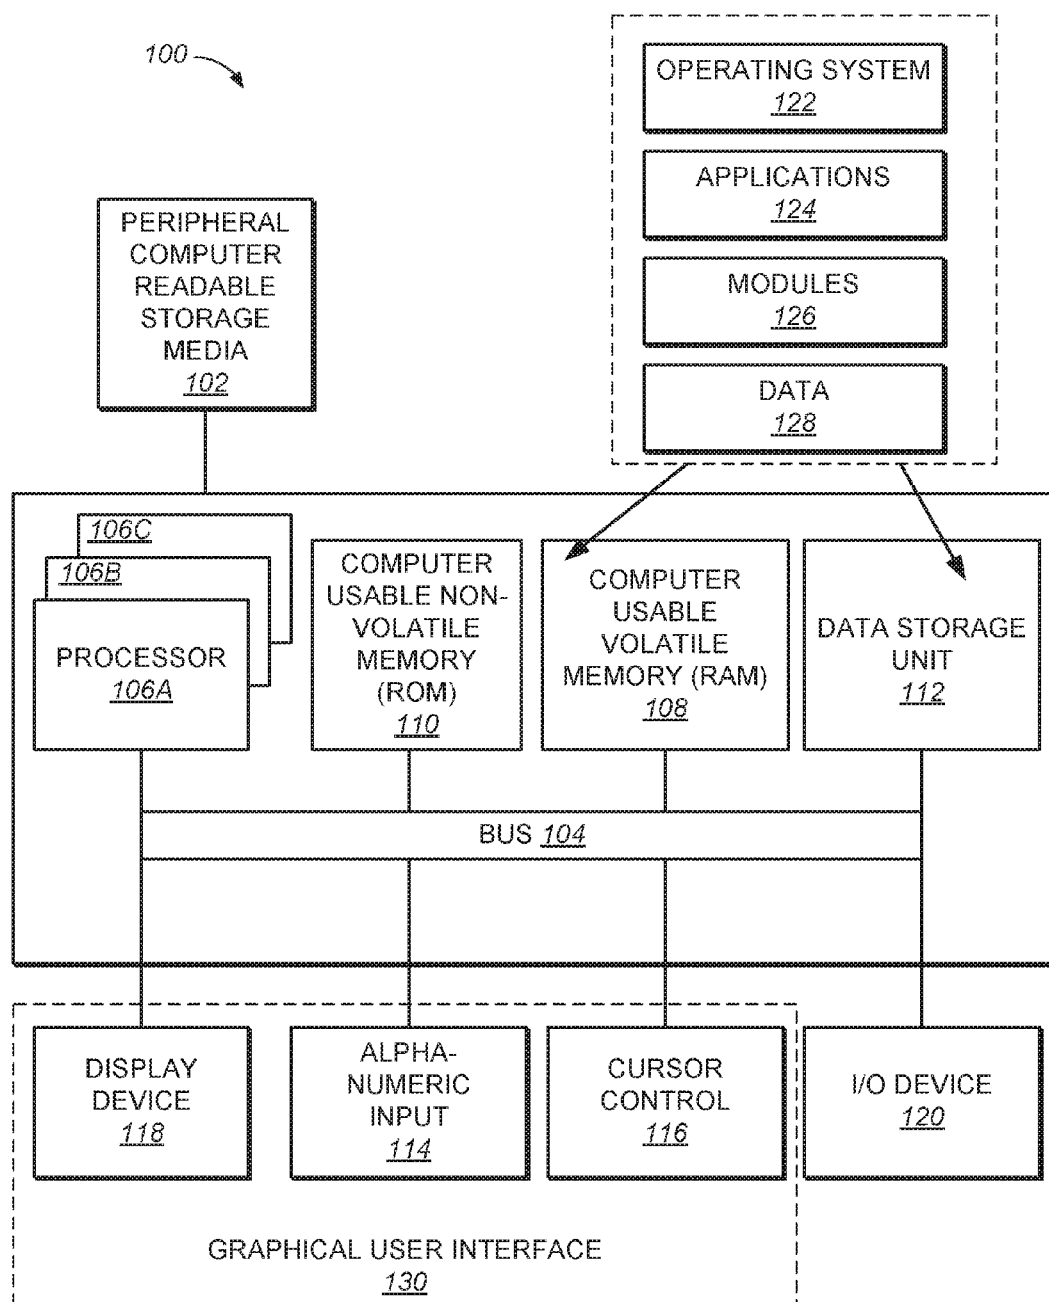 100
OPERATING SYSTEM
122
APPLICATIONS
124
MODULES
126
DATA
128
PERIPHERAL
COMPUTER
READABLE
STORAGE
MEDIA
102
106C
106B
PROCESSOR
106A
COMPUTER
USABLE NON-
VOLATILE
MEMORY
(ROM)
110
COMPUTER
USABLE
VOLATILE
MEMORY (RAM)
108
DATA STORAGE
UNIT
112
BUS 104
DISPLAY
DEVICE
118
ALPHA-
NUMERIC
INPUT
114
CURSOR
CONTROL
116
I/O DEVICE
120
GRAPHICAL USER INTERFACE
130